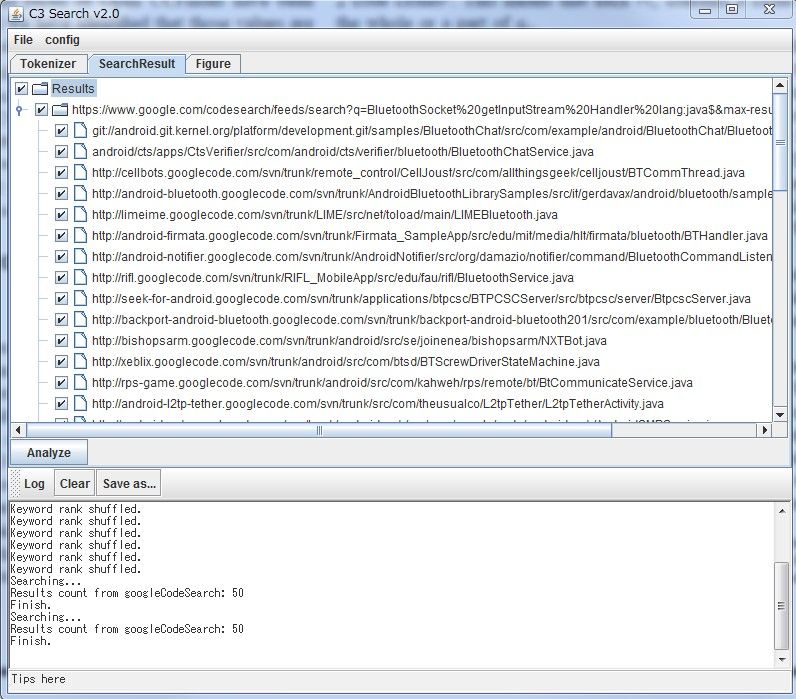 C3 Search v2.0
File config
Tokenizer SearchResult Figure
Results
https://www.google.com/codesearch/feeds/search?q=BluetoothSocket%20getInputStream%20Handler%20lang:java$&max-resu
git://android.git.kernel.org/platform/development.git/samples/BluetoothChat/src/com/example/android/BluetoothChat/Bluetoot
android/cts/apps/CtsVerifier/src/com/android/cts/verifier/bluetooth/BluetoothChatService.java
http://cellbots.googlecode.com/svn/trunk/remote_control/CellJoust/src/com/allthingsgeek/celljoust/BTCommThread.java
http://android-bluetooth.googlecode.com/svn/trunk/AndroidBluetoothLibrarySamples/src/it/gerdavax/android/bluetooth/sample
http://limeime.googlecode.com/svn/trunk/LIME/src/net/toload/main/LIMEBluetooth.java
http://android-firmata.googlecode.com/svn/trunk/Firmata_SampleApp/src/edu/mit/media/hlt/firmata/bluetooth/BTHandler.java
http://android-notifier.googlecode.com/svn/trunk/AndroidNotifier/src/org/damazio/notifier/command/BluetoothCommandListen
http://rifl.googlecode.com/svn/trunk/RIFL_MobileApp/src/edu/fau/rifl/BluetoothService.java
http://seek-for-android.googlecode.com/svn/trunk/applications/btpcsc/BTPCSCServer/src/btpcsc/server/BtpcscServer.java
http://backport-android-bluetooth.googlecode.com/svn/trunk/backport-android-bluetooth201/src/com/example/bluetooth/Bluet
http://bishopsarm.googlecode.com/svn/trunk/android/src/se/joinenea/bishopsarm/NXTBot.java
http://xeblix.googlecode.com/svn/trunk/android/src/com/btsd/BTScrewDriverStateMachine.java
http://rps-game.googlecode.com/svn/trunk/android/src/com/kahweh/rps/remote/bt/BtCommunicateService.java
http://android-l2tp-tether.googlecode.com/svn/trunk/src/com/theusualco/L2tpTether/L2tpTetherActivity.java
Analyze
Log Clear Save as...
Keyword rank shuffled.
Keyword rank shuffled.
Keyword rank shuffled.
Keyword rank shuffled.
Keyword rank shuffled.
Keyword rank shuffled.
Searching...
Results count from googleCodeSearch: 50
Finish.
Searching...
Results count from googleCodeSearch: 50
Finish.
Tips here